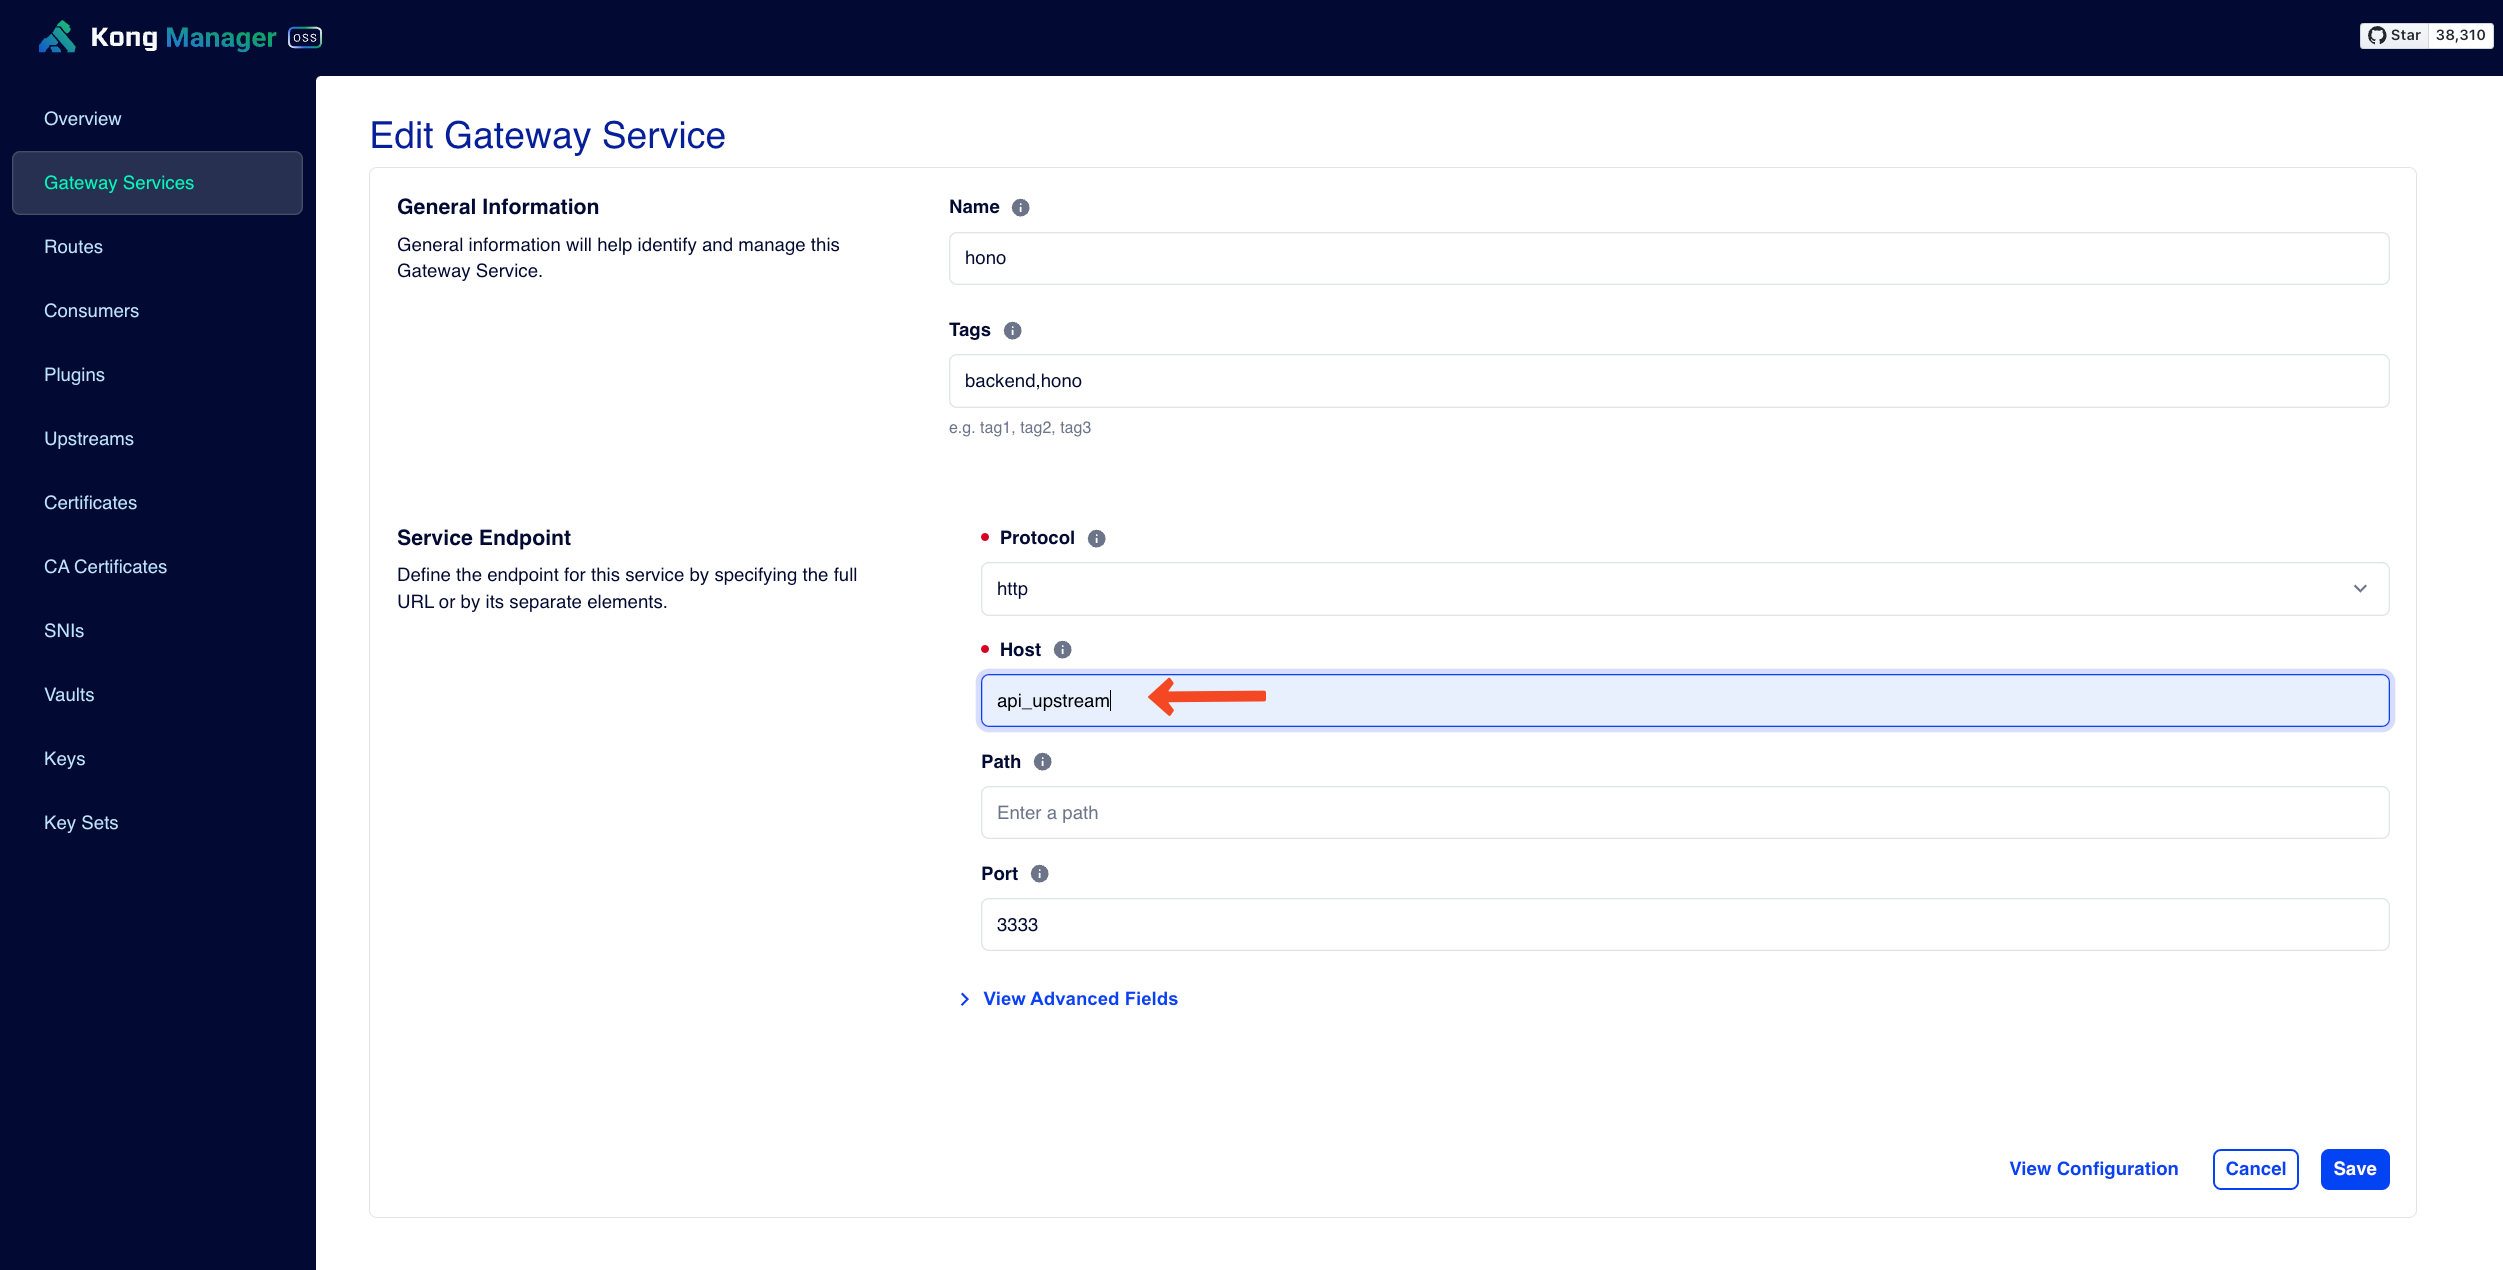 Kong Manager OSS
Star 38,310
Overview
Gateway Services
Routes
Consumers
Plugins
Upstreams
Certificates
CA Certificates
SNIs
Vaults
Keys
Key Sets
Edit Gateway Service
General Information
General information will help identify and manage this
Gateway Service.
Name
hono
Tags
backend,hono
e.g. tag1, tag2, tag3
Service Endpoint
Define the endpoint for this service by specifying the full
URL or by its separate elements.
Protocol
http
Host
api_upstream
Path
Enter a path
Port
3333
View Advanced Fields
View Configuration
Cancel
Save